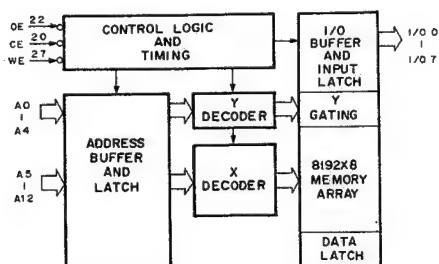 OE 22
CE 20
WE 27
CONTROL LOGIC
AND
TIMING
I/O
BUFFER
AND
INPUT
LATCH
I/O 0
I/O 7
A0
A4
A5
A12
ADDRESS
BUFFER
AND
LATCH
Y
DECODER
X
DECODER
Y
GATING
8192X8
MEMORY
ARRAY
DATA
LATCH